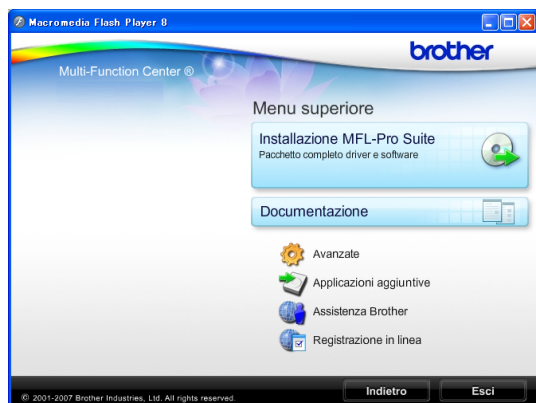 Macromedia Flash Player 8
brother
Multi-Function Center ®
Menu superiore
Installazione MFL-Pro Suite
Pacchetto completo driver e software
Documentazione
Avanzate
Applicazioni aggiuntive
Assistenza Brother
Registrazione in linea
Indietro
Esci
© 2001-2007 Brother Industries, Ltd. All rights reserved.